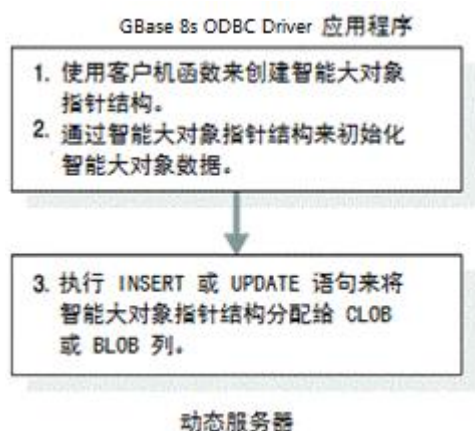 GBase 8s ODBC Driver 应用程序
1. 使用客户机函数来创建智能大对象
指针结构。
2. 通过智能大对象指针结构来初始化
智能大对象数据。
3. 执行 INSERT 或 UPDATE 语句来将
智能大对象指针结构分配给 CLOB
或 BLOB 列。
动态服务器